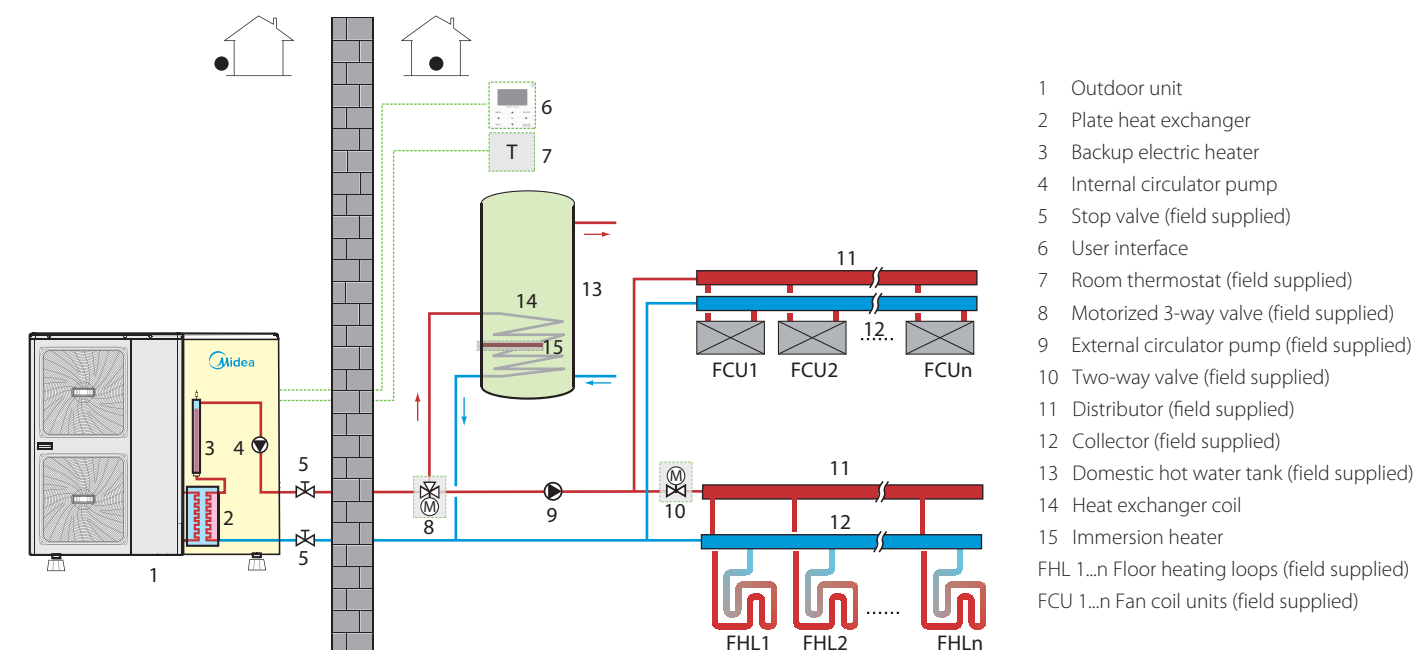 6
T
7
11
14
13
15
12
......
FCU1
FCU2
FCUn
Midea
3
4
5
11
2
8
9
10
12
5
1
......
FHL1
FHL2
FHLn
M
M
1 Outdoor unit
2 Plate heat exchanger
3 Backup electric heater
4 Internal circulator pump
5 Stop valve (field supplied)
6 User interface
7 Room thermostat (field supplied)
8 Motorized 3-way valve (field supplied)
9 External circulator pump (field supplied)
10 Two-way valve (field supplied)
11 Distributor (field supplied)
12 Collector (field supplied)
13 Domestic hot water tank (field supplied)
14 Heat exchanger coil
15 Immersion heater
FHL 1...n Floor heating loops (field supplied)
FCU 1...n Fan coil units (field supplied)